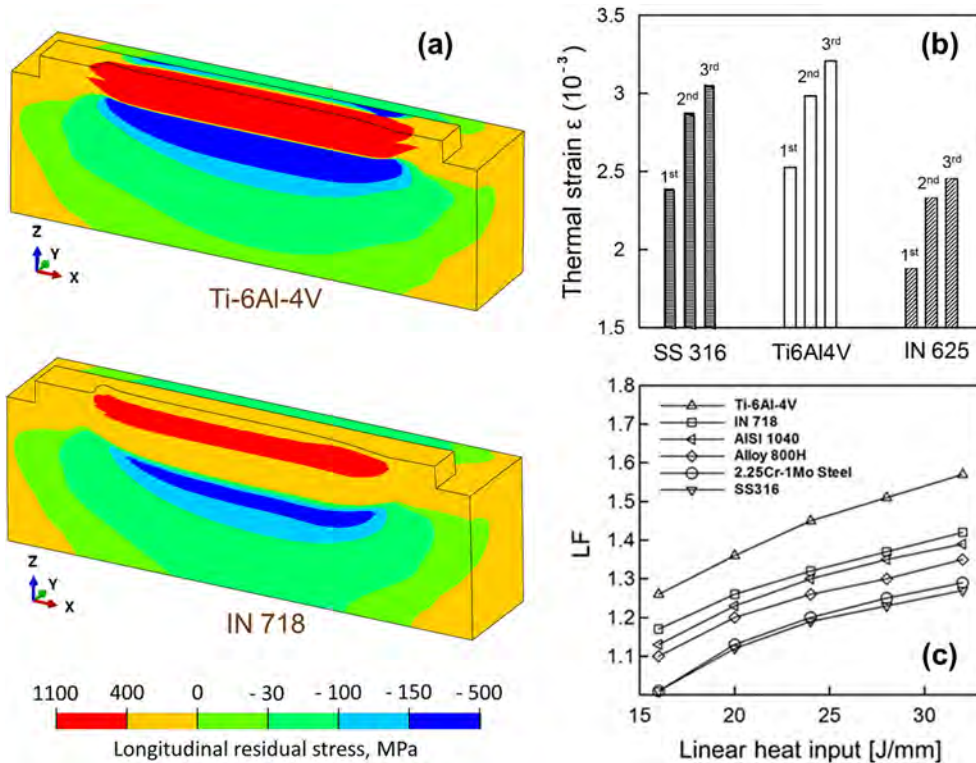 (a)
Z
Y
X
Ti-6Al-4V
Z
Y
X
IN 718
1100 400 0 -30 -100 -150 -500
Longitudinal residual stress, MPa
(b)
Thermal strain ε (10⁻³)
3.5
3
2.5
2
1.5
1st 2nd 3rd
1st 2nd 3rd
1st 2nd 3rd
SS 316 Ti6Al4V IN 625
(c)
LF
1.8
1.7
1.6
1.5
1.4
1.3
1.2
1.1
Ti-6Al-4V
IN 718
AISI 1040
Alloy 800H
2.25Cr-1Mo Steel
SS316
15 20 25 30
Linear heat input [J/mm]